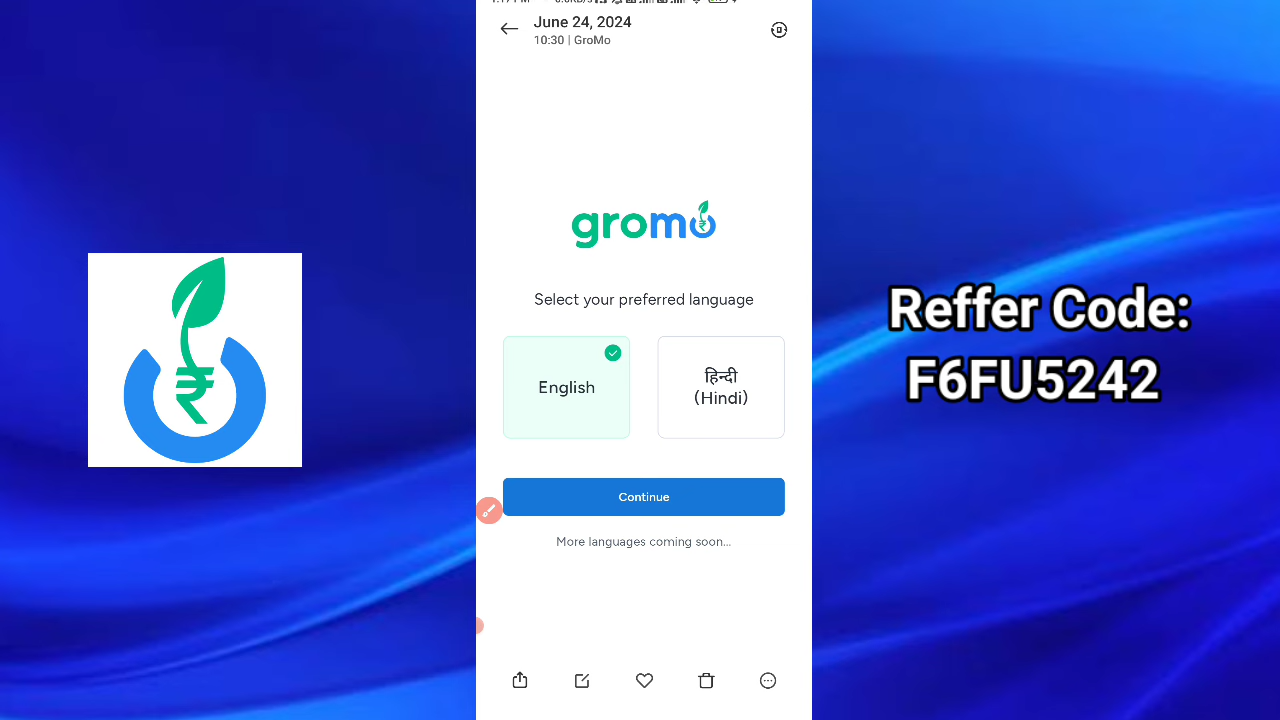 June 24, 2024
10:30 | GroMo
gromo
Select your preferred language
English
हिन्दी
(Hindi)
Continue
More languages coming soon...
Reffer Code:
F6FU5242